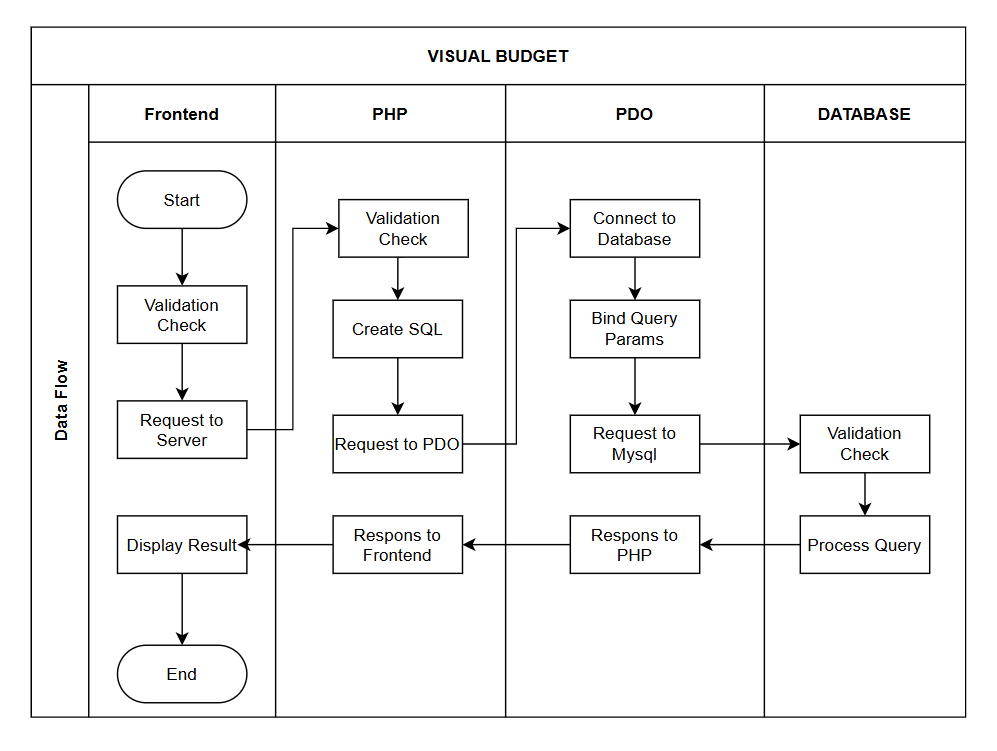 VISUAL BUDGET
Data Flow
Frontend
PHP
PDO
DATABASE
Start
Validation
Check
Request to
Server
Validation
Check
Create SQL
Request to PDO
Connect to
Database
Bind Query
Params
Request to
Mysql
Validation
Check
Process Query
Respons to
PHP
Respons to
Frontend
Display Result
End